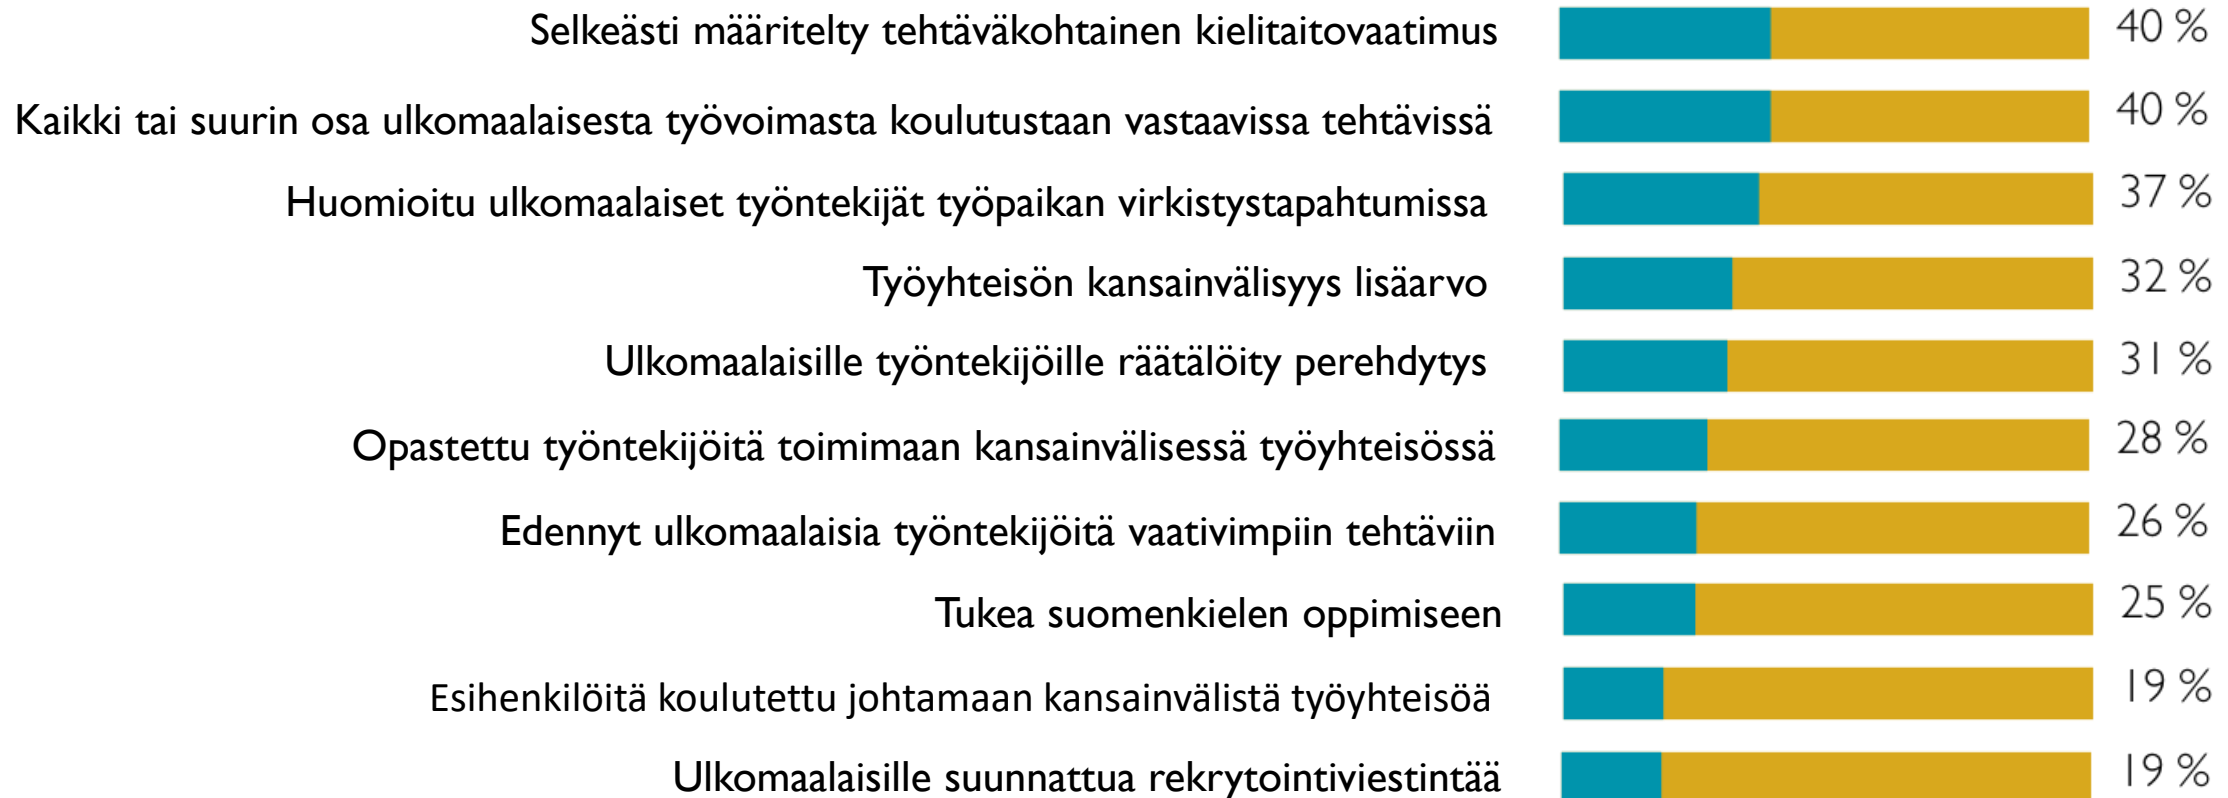 Selkeästi määritelty tehtäväkohtainen kielitaitovaatimus 40 %
Kaikki tai suurin osa ulkomaalaisesta työvoimasta koulutustaan vastaavissa tehtävissä 40 %
Huomioitu ulkomaalaiset työntekijät työpaikan virkistystapahtumissa 37 %
Työyhteisön kansainvälisyys lisäarvo 32 %
Ulkomaalaisille työntekijöille räätälöity perehdytys 31 %
Opastettu työntekijöitä toimimaan kansainvälisessä työyhteisössä 28 %
Edennyt ulkomaalaisia työntekijöitä vaativimpiin tehtäviin 26 %
Tukea suomenkielen oppimiseen 25 %
Esihenkilöitä koulutettu johtamaan kansainvälistä työyhteisöä 19 %
Ulkomaalaisille suunnattua rekrytointiviestintää 19 %